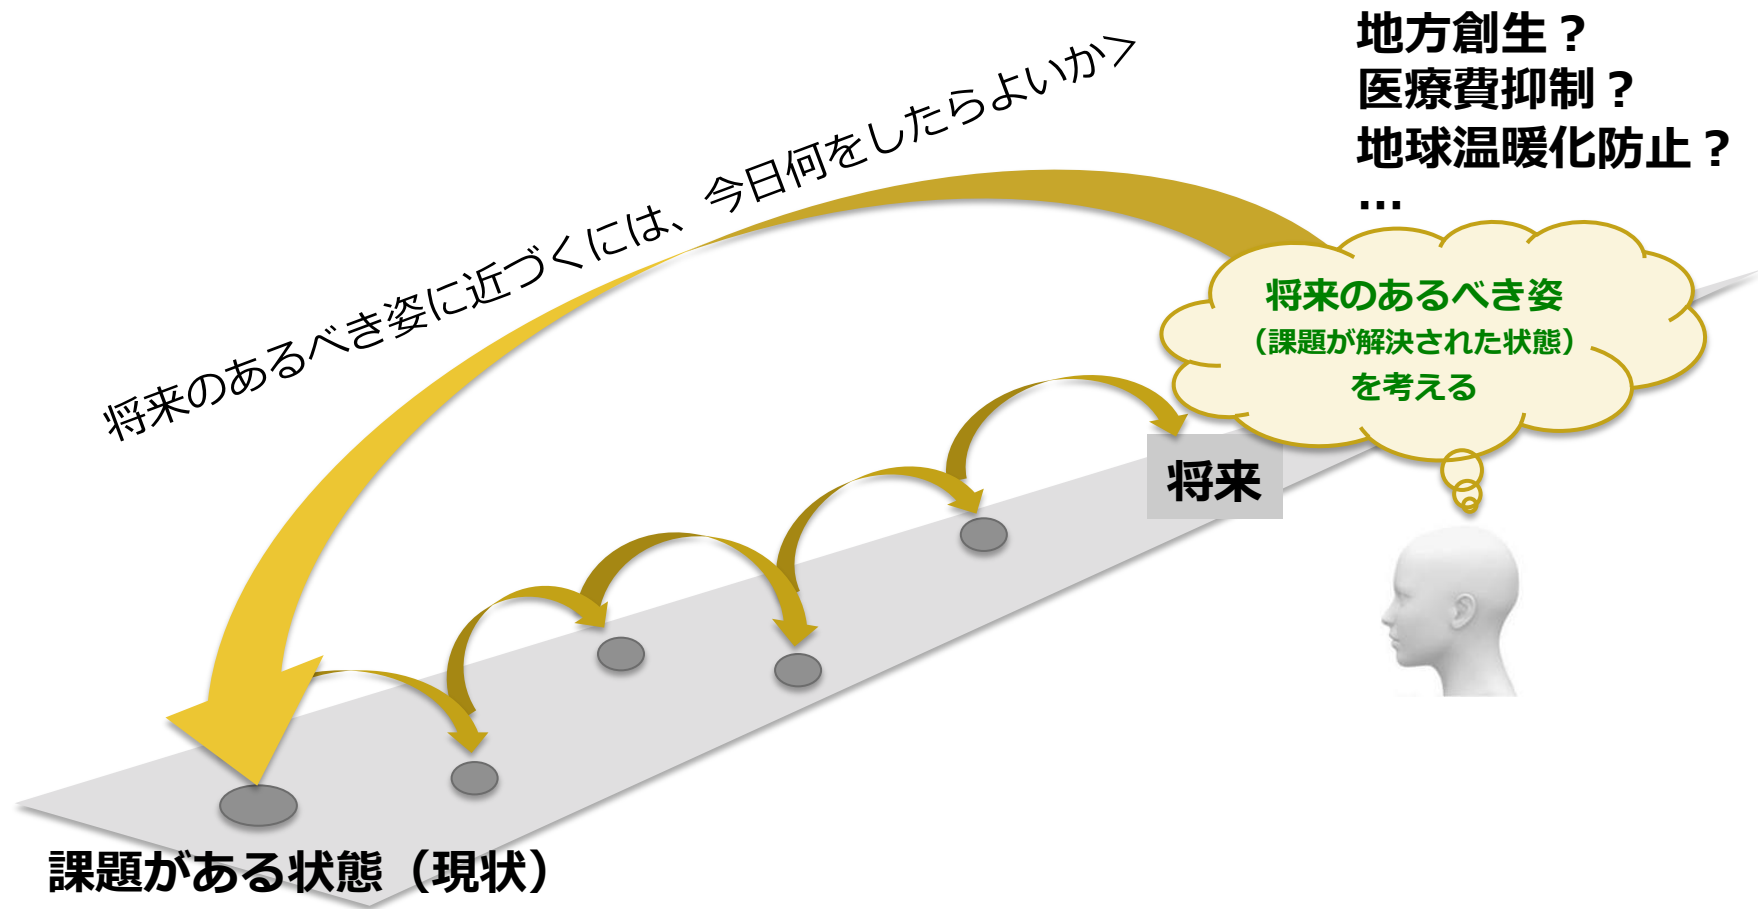 地方創生？
医療費抑制？
地球温暖化防止？
…
将来のあるべき姿に近づくには、今日何をしたらよいか＞
将来のあるべき姿
（課題が解決された状態）
を考える
将来
課題がある状態（現状）